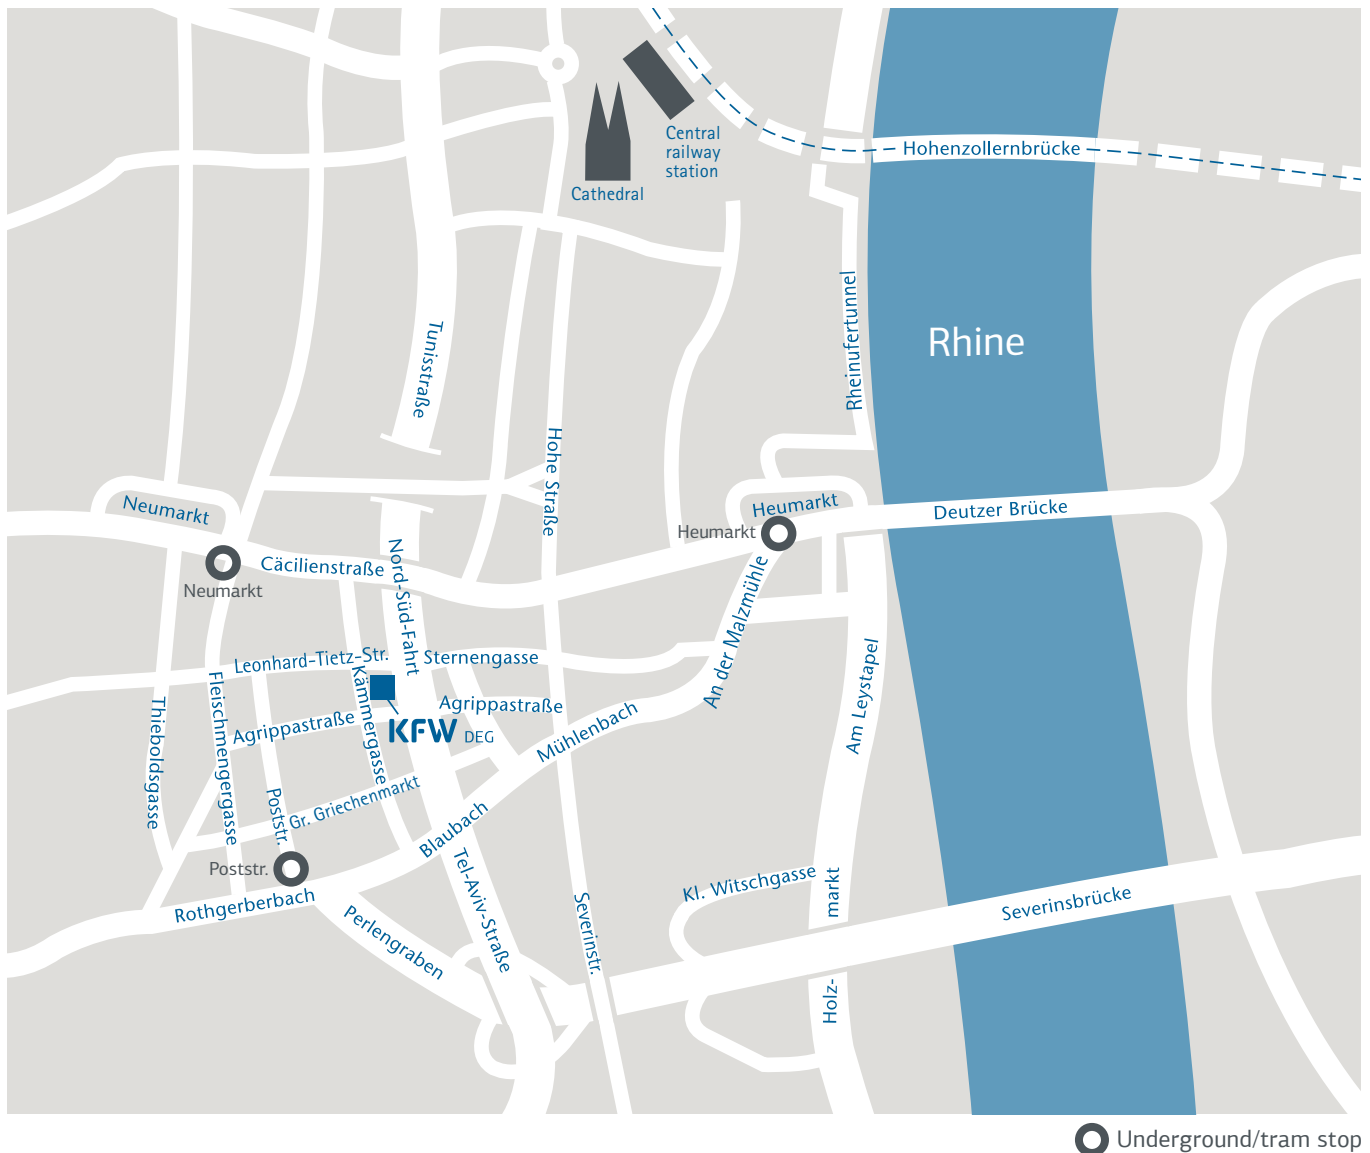 Central
railway
station
Cathedral
Hohenzollernbrücke
Rheinufertunnel
Rhine
Tunisstraße
Hohe Straße
Neumarkt
Heumarkt
Deutzer Brücke
Heumarkt
Neumarkt
Cäcilienstraße
Nord-Süd-Fahrt
An der Malzmühle
Leonhard-Tietz-Str.
Sternengasse
Am Leystapel
Kämmergasse
Fleischmengergasse
Thieboldsgasse
Agrippastraße
Agrippastraße
KFW DEG
Mühlenbach
Poststr.
Gr. Griechenmarkt
Blaubach
Poststr.
Tel-Aviv-Straße
Rothgerberbach
Perlengraben
Severinstr.
Kl. Witschgasse
Holz-
markt
Severinsbrücke
Underground/tram stop